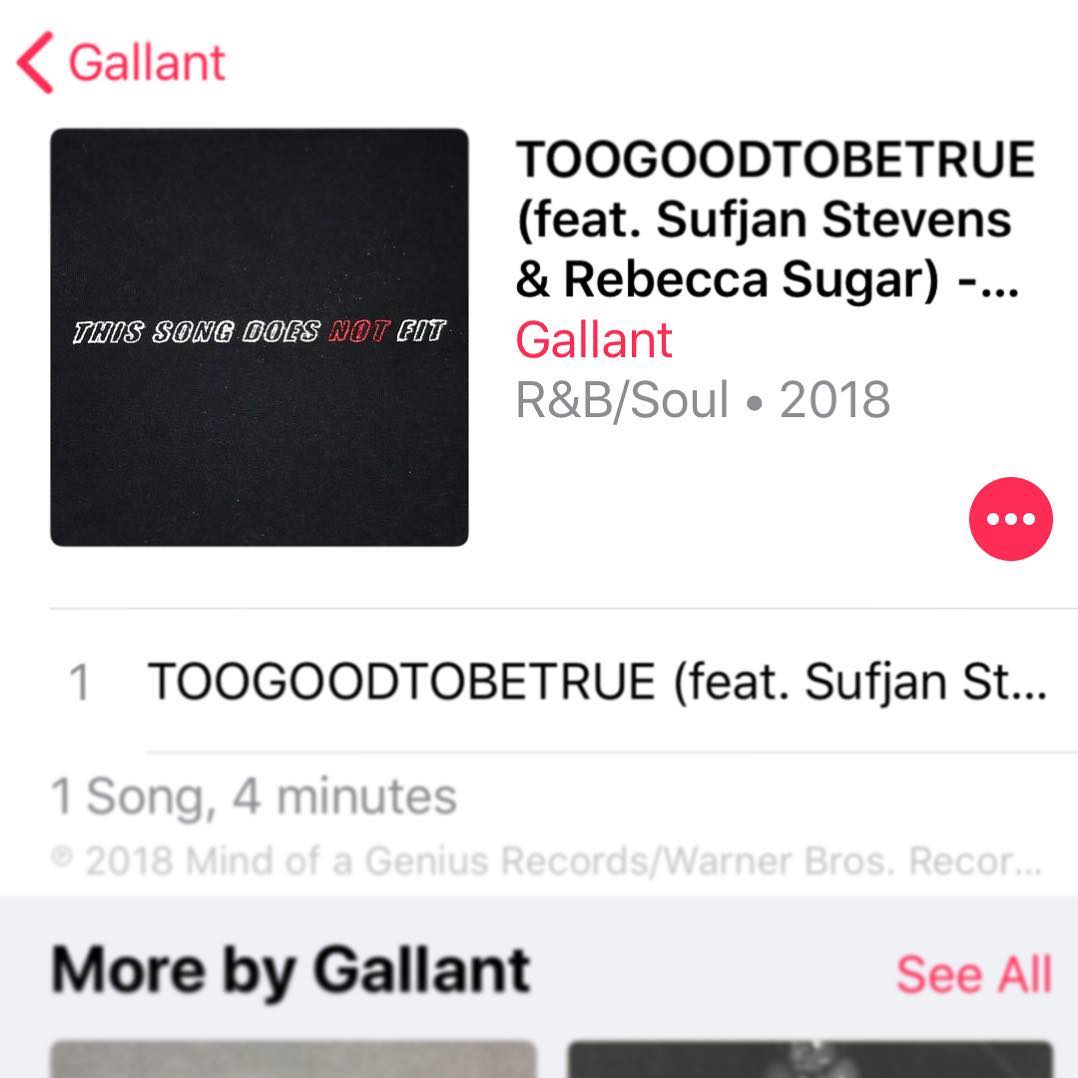 Gallant
THIS SONG DOES NOT FIT
TOOGOODTOBETRUE
(feat. Sufjan Stevens
& Rebecca Sugar) -...
Gallant
R&B/Soul • 2018
1 TOOGOODTOBETRUE (feat. Sufjan St...
1 Song, 4 minutes
℗ 2018 Mind of a Genius Records/Warner Bros. Recor...
More by Gallant
See All